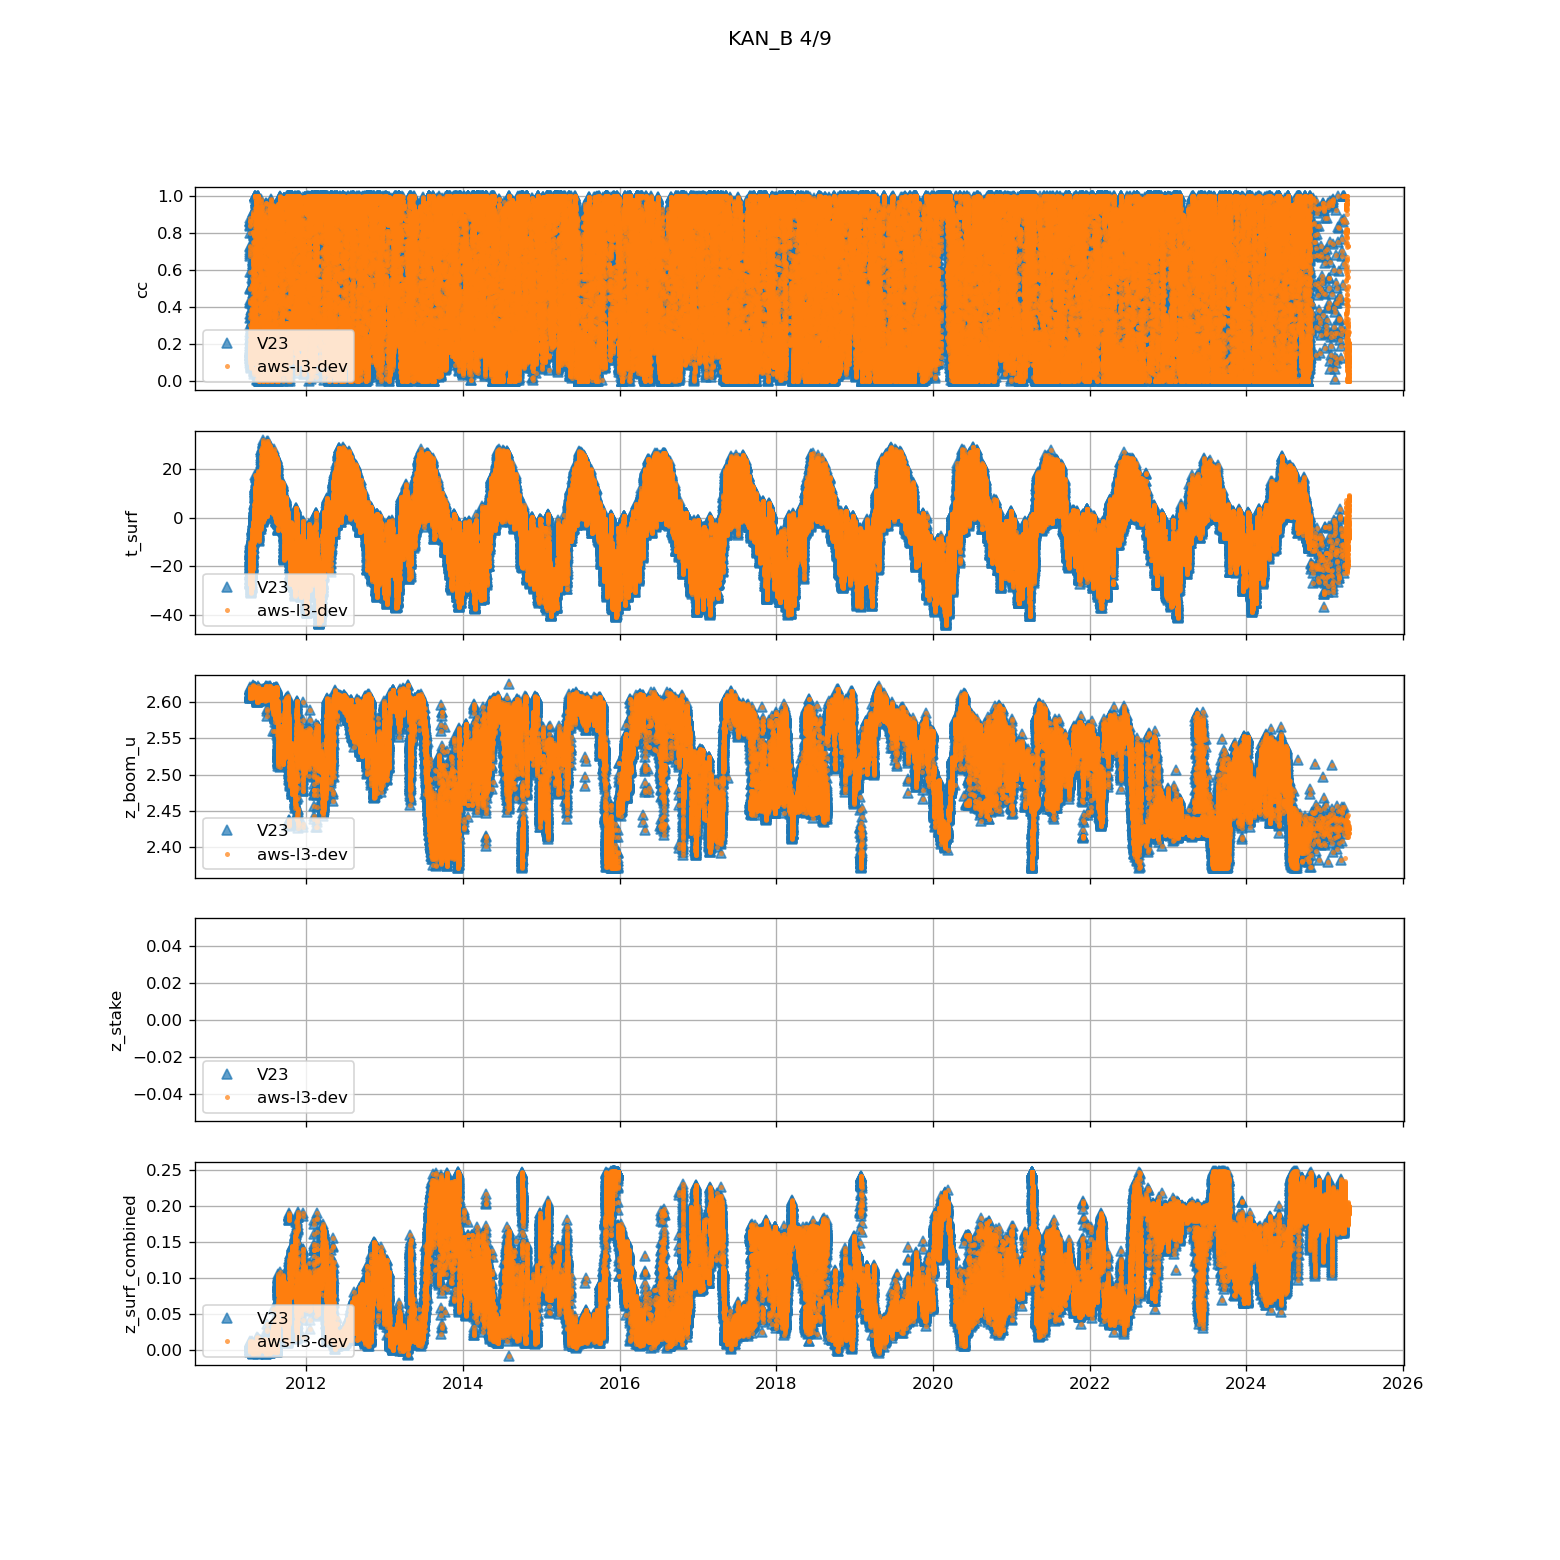 KAN_B 4/9
1.0
0.8
0.6
0.4
0.2
0.0
cc
V23
aws-l3-dev
20
0
−20
−40
t_surf
V23
aws-l3-dev
2.60
2.55
2.50
2.45
2.40
z_boom_u
V23
aws-l3-dev
0.04
0.02
0.00
−0.02
−0.04
z_stake
V23
aws-l3-dev
0.25
0.20
0.15
0.10
0.05
0.00
z_surf_combined
V23
aws-l3-dev
2012 2014 2016 2018 2020 2022 2024 2026